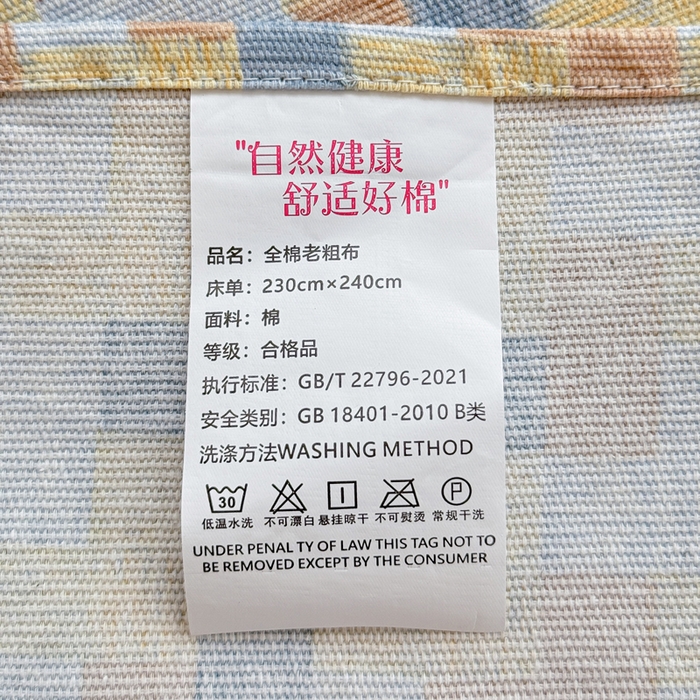 "自然健康
舒适好棉"
品名：全棉老粗布
床单：230cm×240cm
面料：棉
等级：合格品
执行标准：GB/T 22796-2021
安全类别：GB 18401-2010 B类
洗涤方法WASHING METHOD
30 P
低温水洗 不可漂白 悬挂晾干 不可熨烫 常规干洗
UNDER PENAL TY OF LAW THIS TAG NOT TO
BE REMOVED EXCEPT BY THE CONSUMER